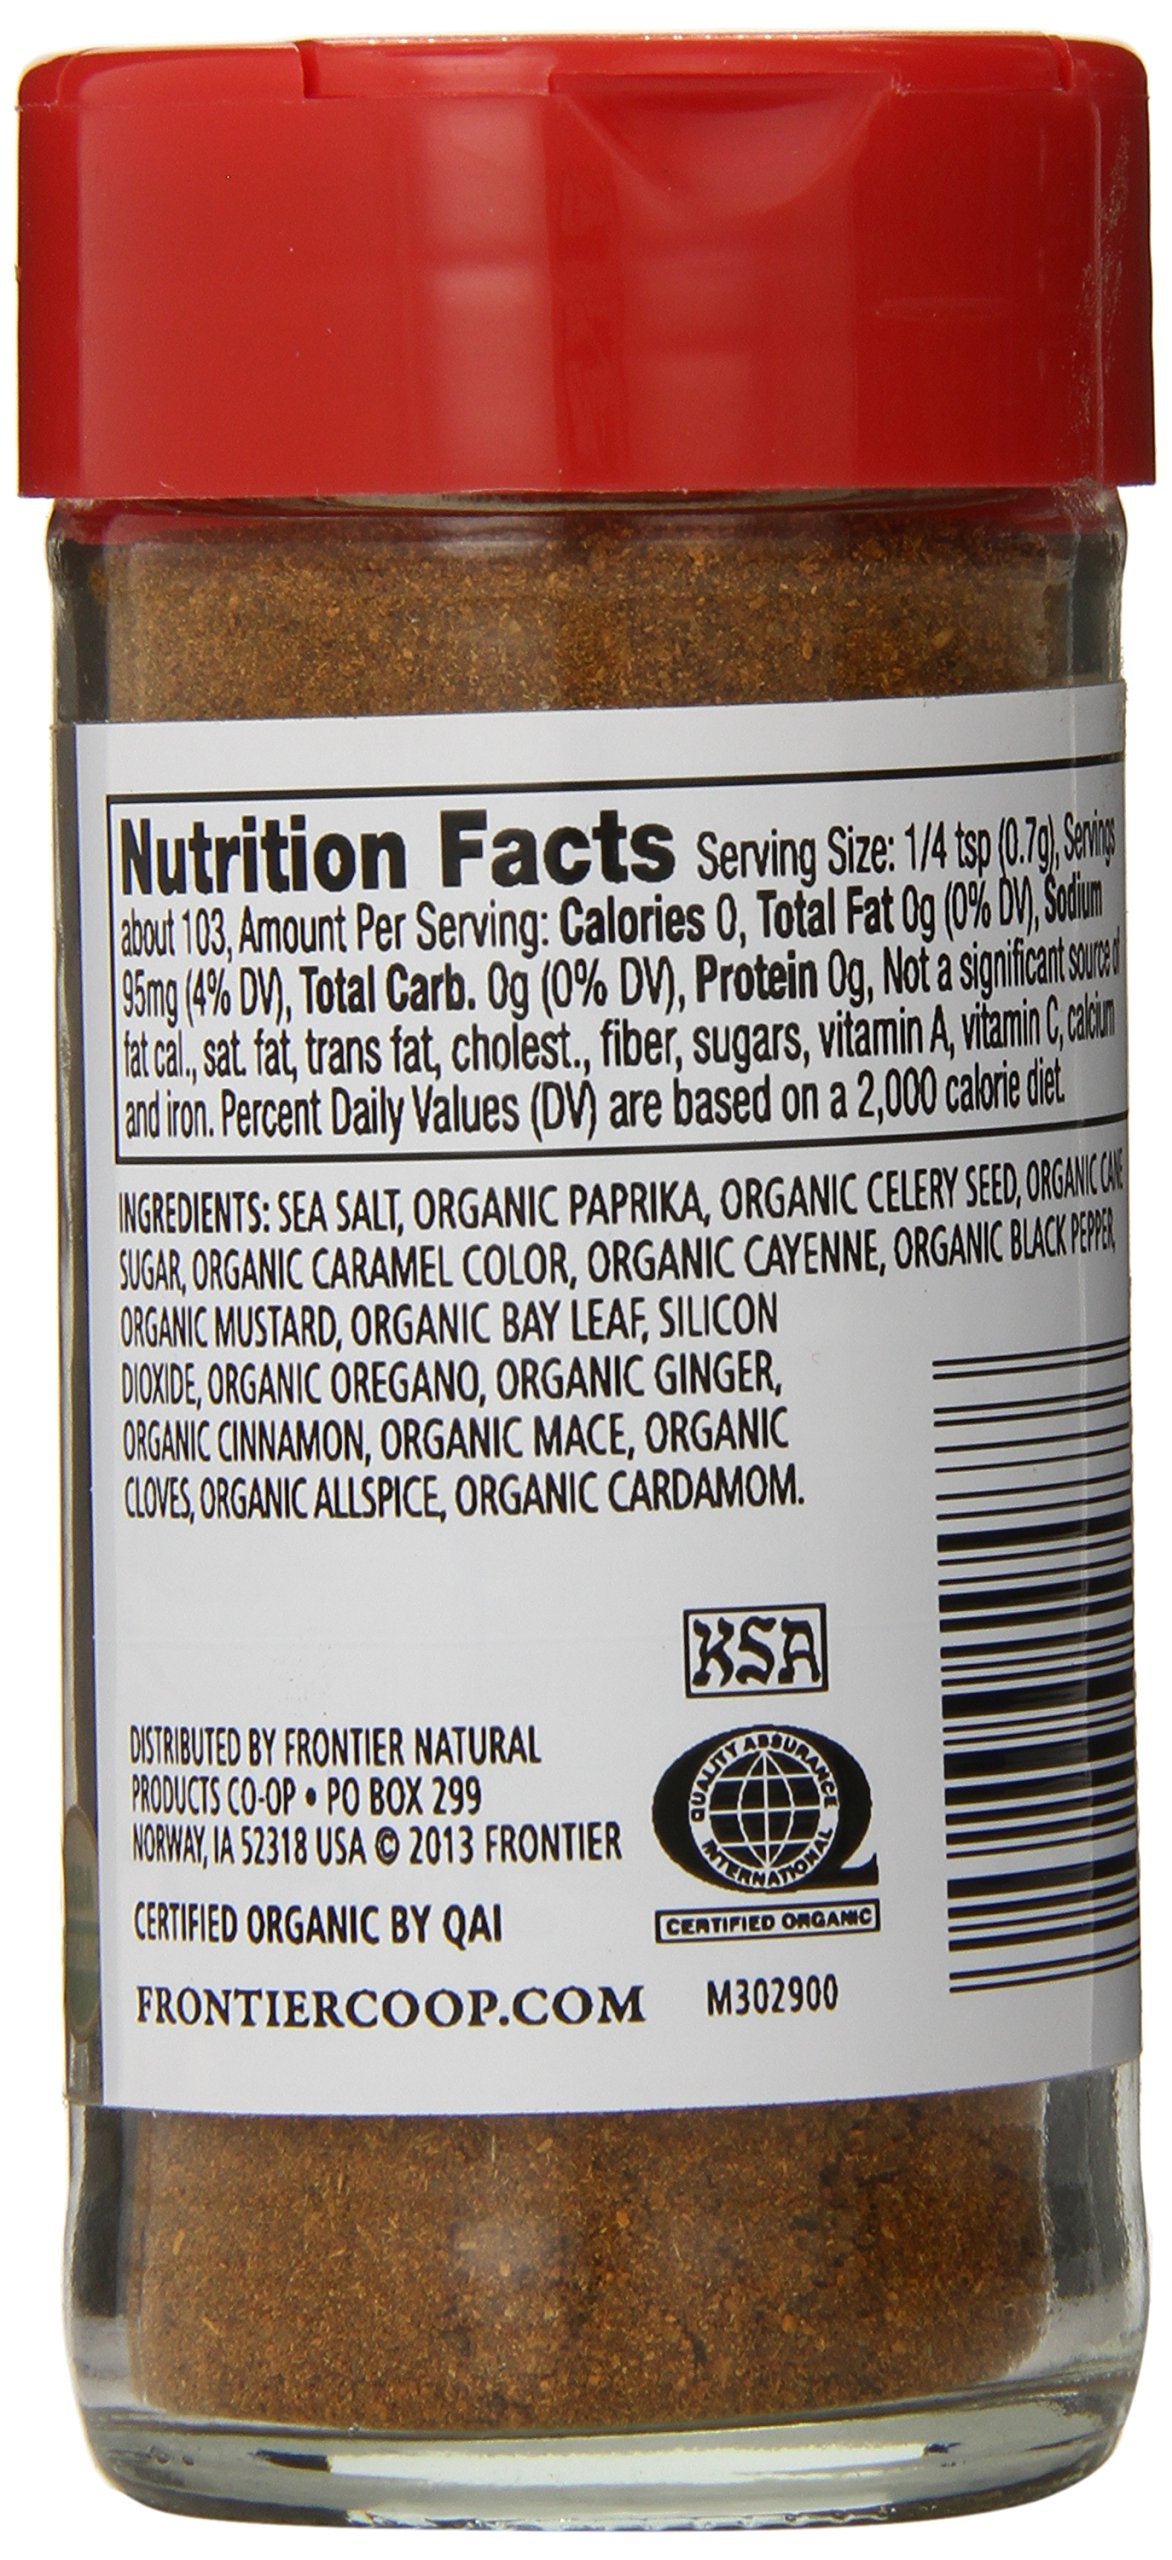 Nutrition Facts Serving Size: 1/4 tsp (0.7g), Servings
about 103, Amount Per Serving: Calories 0, Total Fat 0g (0% DV), Sodium
95mg (4% DV), Total Carb. 0g (0% DV), Protein 0g, Not a significant source of
fat cal., sat. fat, trans fat, cholest., fiber, sugars, vitamin A, vitamin C, calcium
and iron. Percent Daily Values (DV) are based on a 2,000 calorie diet.
INGREDIENTS: SEA SALT, ORGANIC PAPRIKA, ORGANIC CELERY SEED, ORGANIC CANE
SUGAR, ORGANIC CARAMEL COLOR, ORGANIC CAYENNE, ORGANIC BLACK PEPPER,
ORGANIC MUSTARD, ORGANIC BAY LEAF, SILICON
DIOXIDE, ORGANIC OREGANO, ORGANIC GINGER,
ORGANIC CINNAMON, ORGANIC MACE, ORGANIC
CLOVES, ORGANIC ALLSPICE, ORGANIC CARDAMOM.
KSA
DISTRIBUTED BY FRONTIER NATURAL
PRODUCTS CO-OP • PO BOX 299
NORWAY, IA 52318 USA © 2013 FRONTIER
QUALITY ASSURANCE
INTERNATIONAL
CERTIFIED ORGANIC
CERTIFIED ORGANIC BY QAI
FRONTIERCOOP.COM M302900